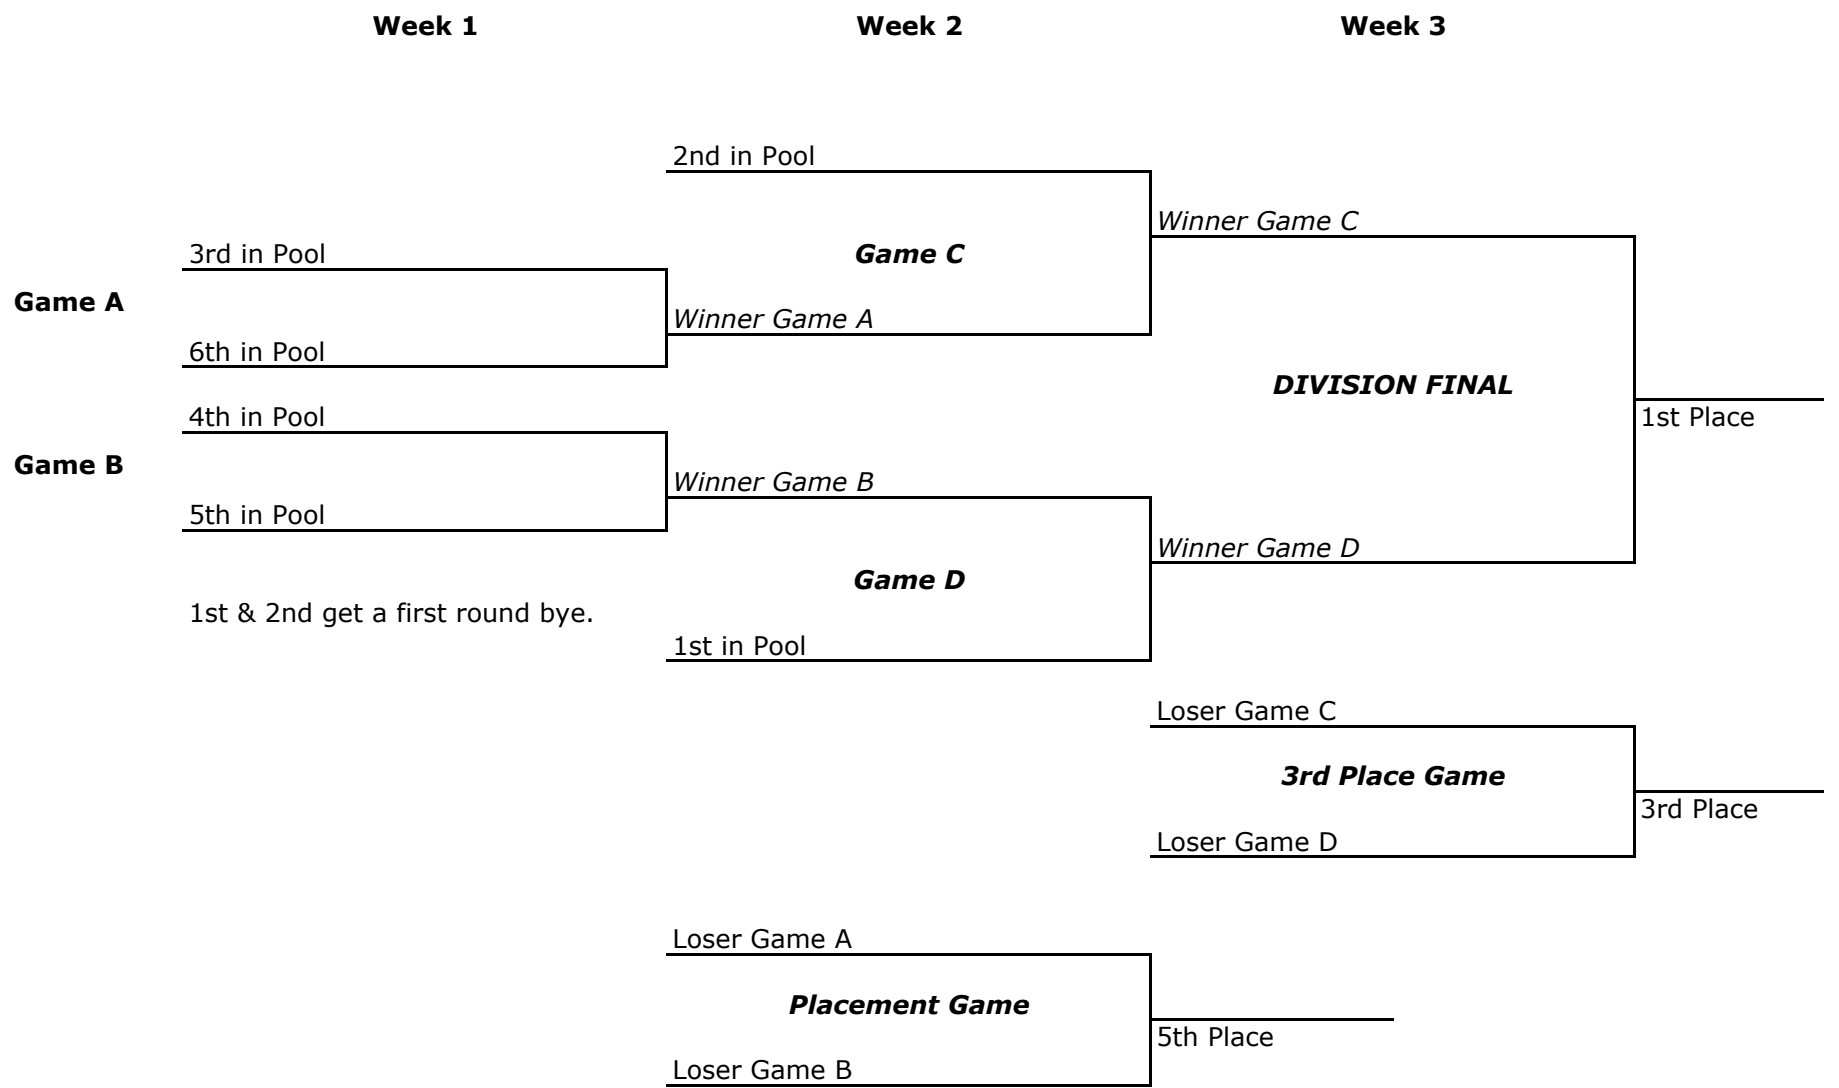 Week 1
Week 2
Week 3
2nd in Pool
Winner Game C
3rd in Pool
Game C
Game A
Winner Game A
6th in Pool
DIVISION FINAL
4th in Pool
1st Place
Game B
Winner Game B
5th in Pool
Winner Game D
Game D
1st & 2nd get a first round bye.
1st in Pool
Loser Game C
3rd Place Game
3rd Place
Loser Game D
Loser Game A
Placement Game
5th Place
Loser Game B